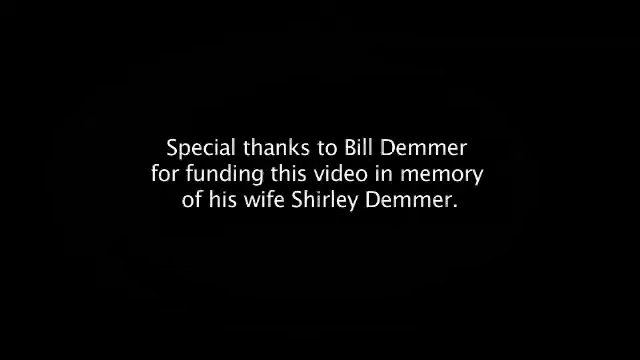 Special thanks to Bill Demmer
for funding this video in memory
of his wife Shirley Demmer.